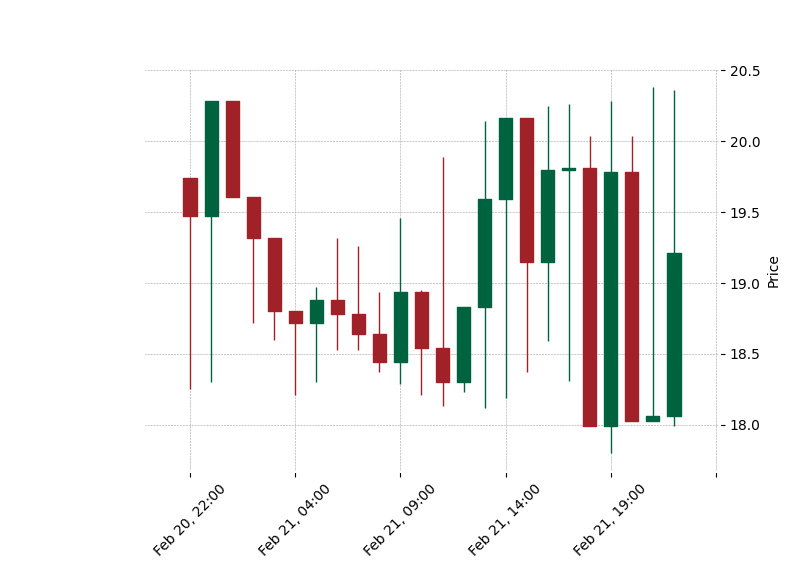 20.5
20.0
19.5
19.0
18.5
18.0
Price
Feb 20, 22:00
Feb 21, 04:00
Feb 21, 09:00
Feb 21, 14:00
Feb 21, 19:00